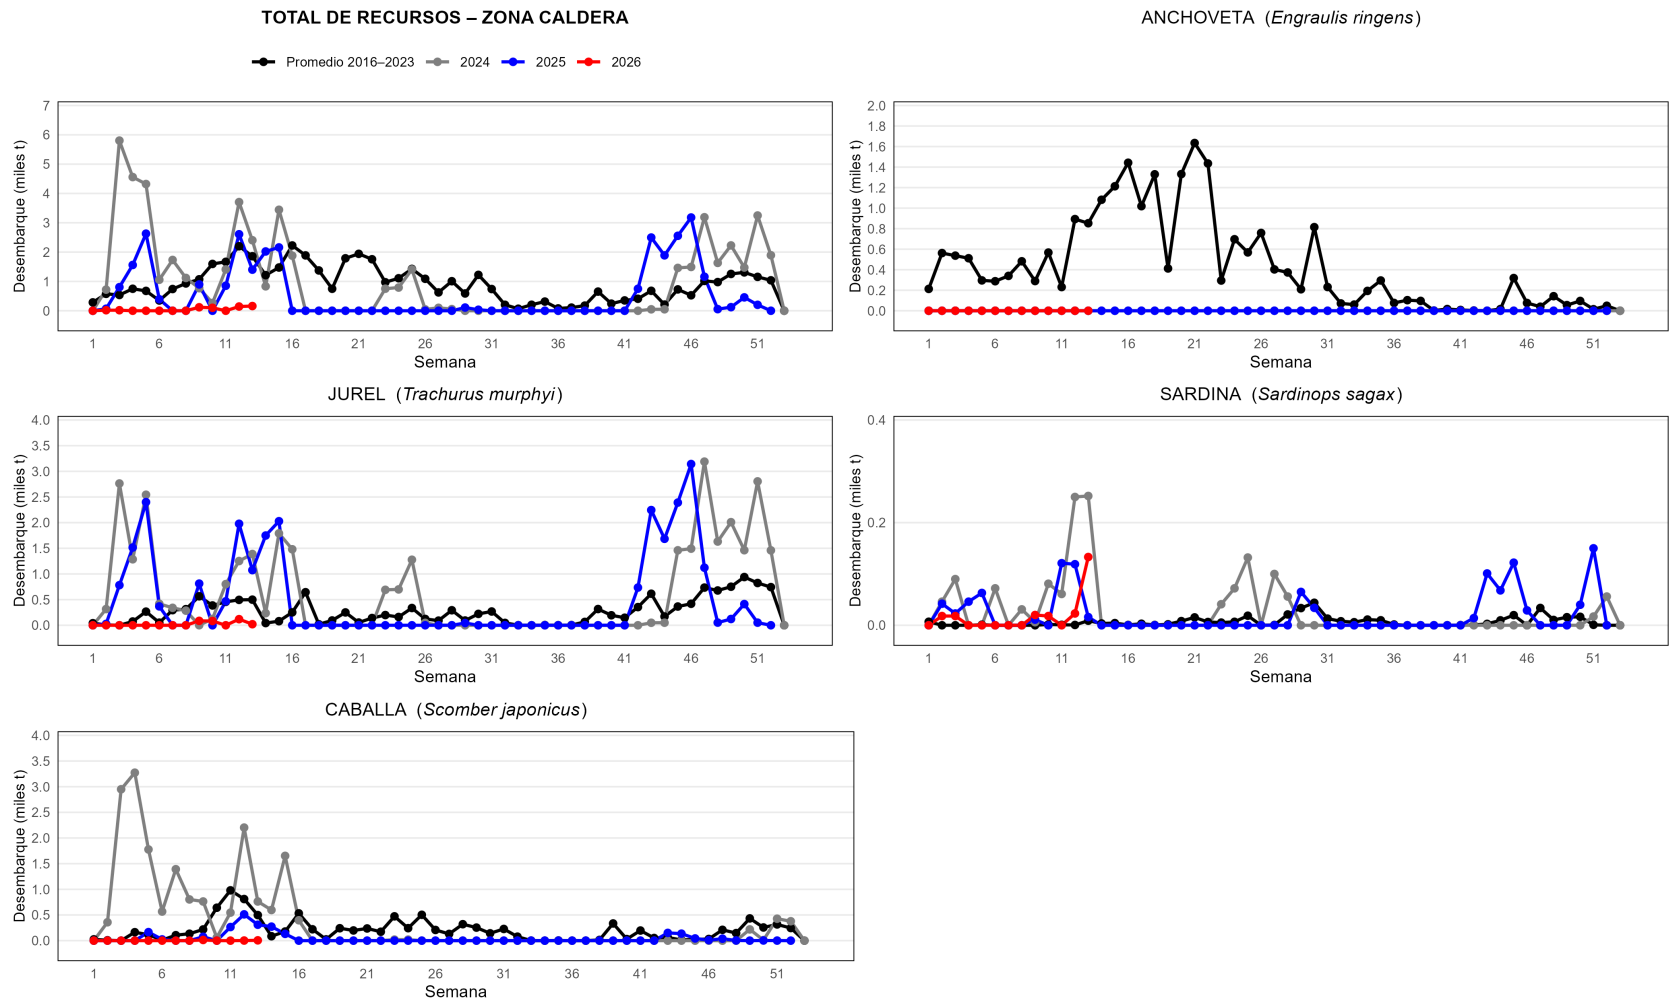 TOTAL DE RECURSOS – ZONA CALDERA
Promedio 2016–2023 2024 2025 2026
Desembarque (miles t)
7
6
5
4
3
2
1
0
1 6 11 16 21 26 31 36 41 46 51
Semana
ANCHOVETA (Engraulis ringens)
Desembarque (miles t)
2.0
1.8
1.6
1.4
1.2
1.0
0.8
0.6
0.4
0.2
0.0
1 6 11 16 21 26 31 36 41 46 51
Semana
JUREL (Trachurus murphyi)
Desembarque (miles t)
4.0
3.5
3.0
2.5
2.0
1.5
1.0
0.5
0.0
1 6 11 16 21 26 31 36 41 46 51
Semana
SARDINA (Sardinops sagax)
Desembarque (miles t)
0.4
0.2
0.0
1 6 11 16 21 26 31 36 41 46 51
Semana
CABALLA (Scomber japonicus)
Desembarque (miles t)
4.0
3.5
3.0
2.5
2.0
1.5
1.0
0.5
0.0
1 6 11 16 21 26 31 36 41 46 51
Semana